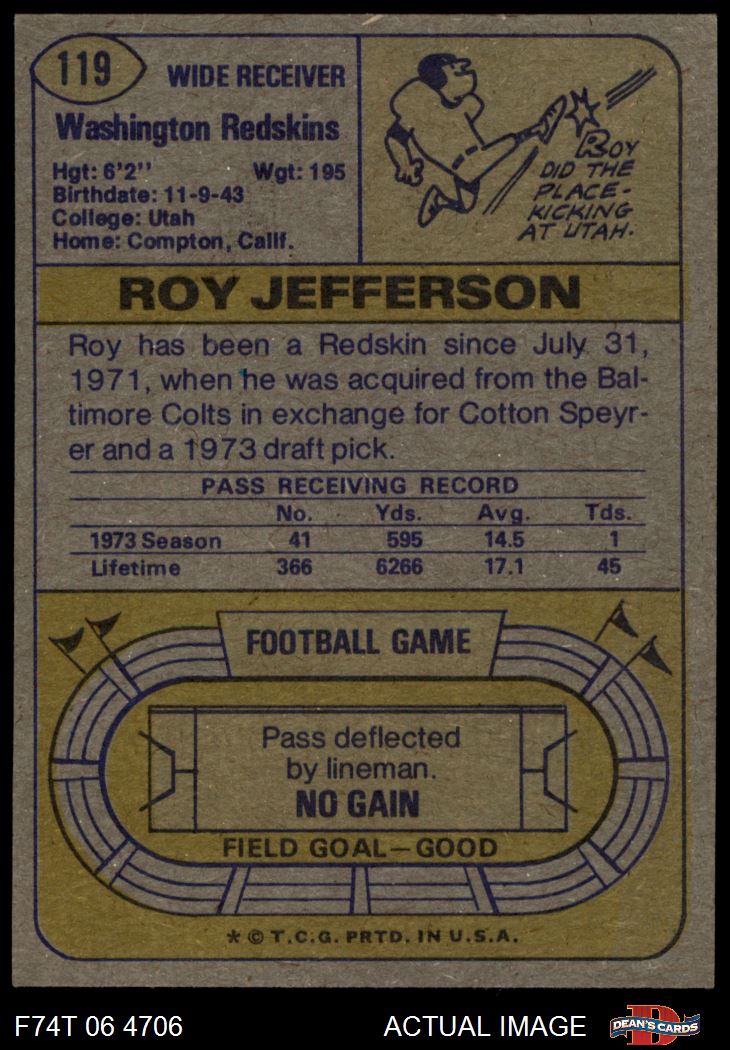 119
WIDE RECEIVER
Washington Redskins
Hgt: 6'2" Wgt: 195
Birthdate: 11-9-43
College: Utah
Home: Compton, Calif.
ROY
DID THE
PLACE-
KICKING
AT UTAH.
ROY JEFFERSON
Roy has been a Redskin since July 31,
1971, when he was acquired from the Bal-
timore Colts in exchange for Cotton Speyr-
er and a 1973 draft pick.
PASS RECEIVING RECORD
No. Yds. Avg. Tds.
1973 Season 41 595 14.5 1
Lifetime 366 6266 17.1 45
FOOTBALL GAME
Pass deflected
by lineman.
NO GAIN
FIELD GOAL—GOOD
* © T.C.G. PRTD. IN U.S.A.
F74T 06 4706 ACTUAL IMAGE
D
DEAN'S CARDS